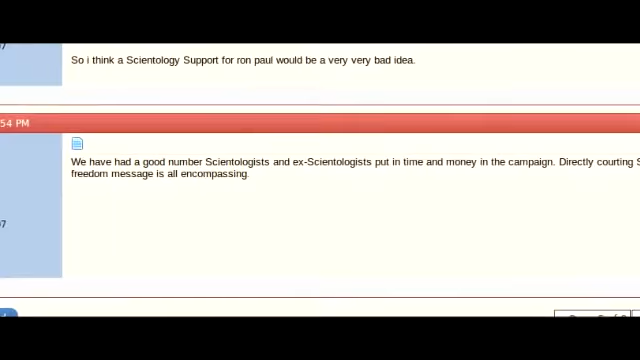 So i think a Scientology Support for ron paul would be a very very bad idea.
54 PM
We have had a good number Scientologists and ex-Scientologists put in time and money in the campaign. Directly courting S
freedom message is all encompassing.
07